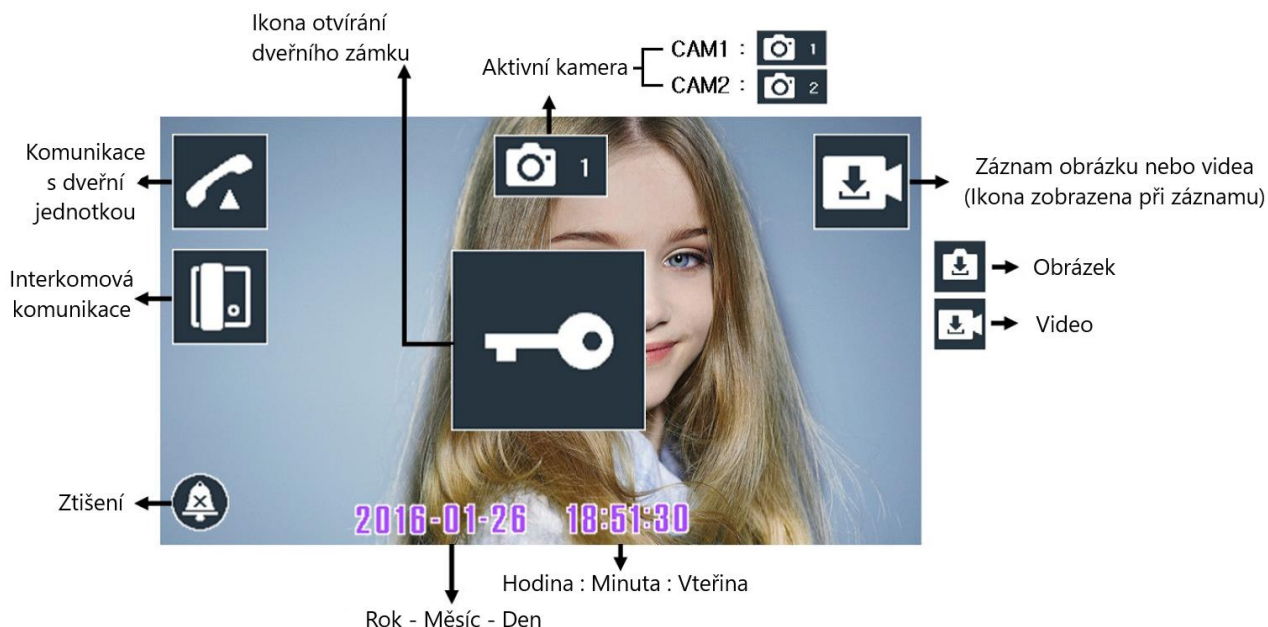 Ikona otvírání
dveřního zámku
Aktivní kamera
CAM1 : 1
CAM2 : 2
Komunikace
s dveřní
jednotkou
1
Záznam obrázku nebo videa
(Ikona zobrazena při záznamu)
Interkomová
komunikace
Obrázek
Video
Ztišení
2016-01-26 18:51:30
Hodina : Minuta : Vteřina
Rok - Měsíc - Den